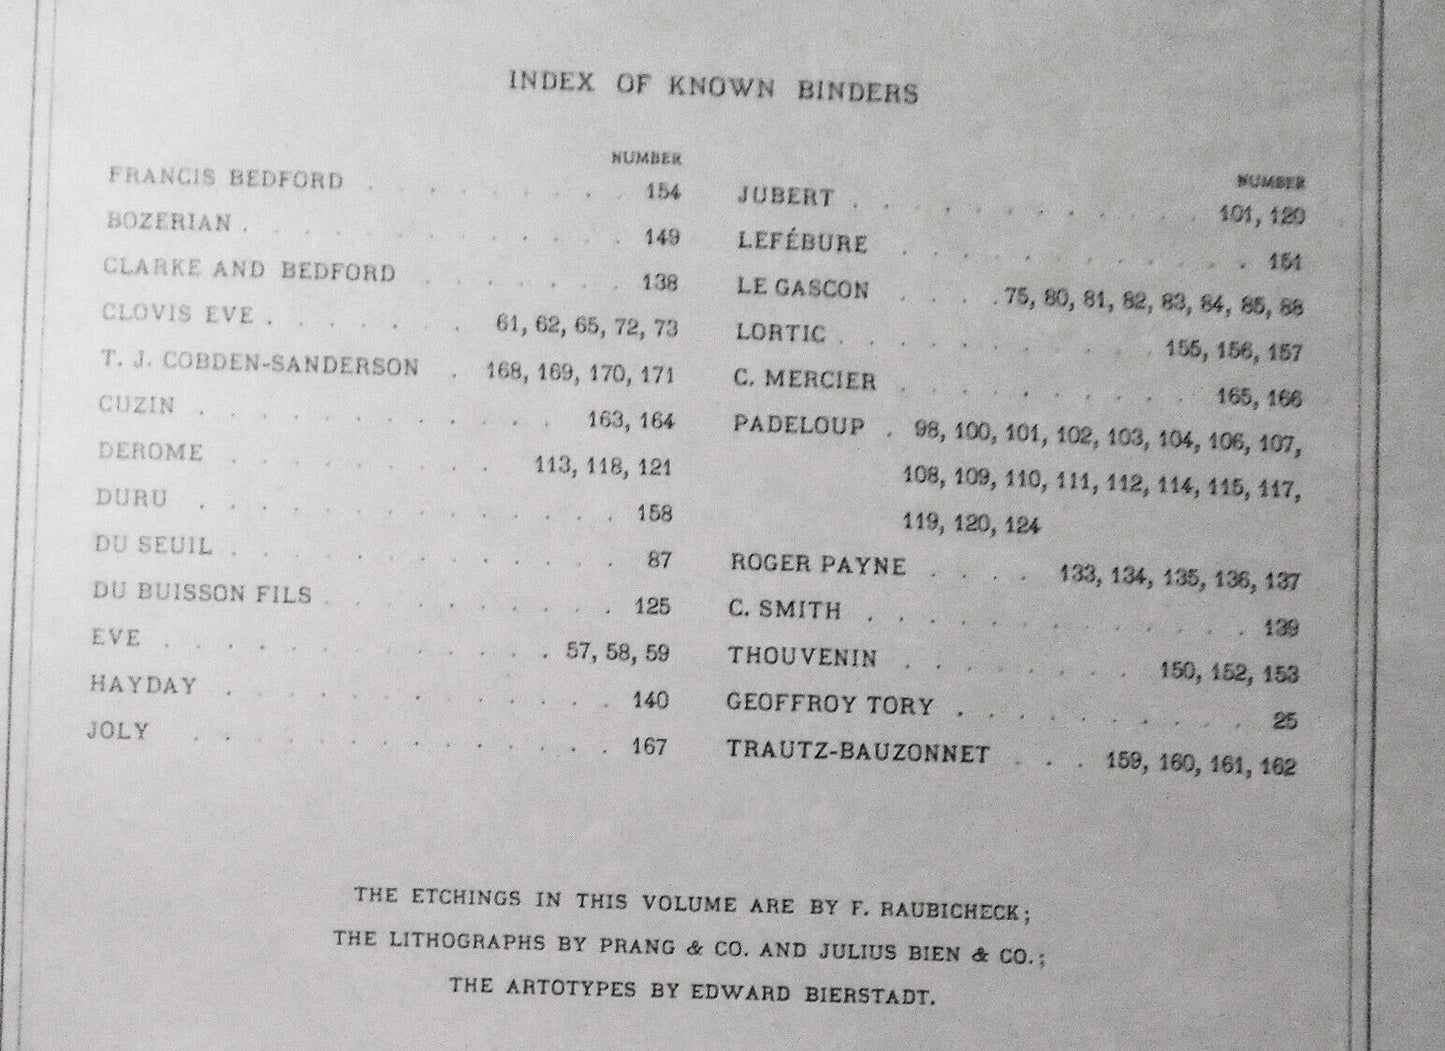 INDEX OF KNOWN BINDERS
NUMBER
FRANCIS BEDFORD . . . . . . . . . 154
BOZERIAN . . . . . . . . . . . . . 149
CLARKE AND BEDFORD . . . . . . . 138
CLOVIS EVE . . . . . . . 61, 62, 65, 72, 73
T. J. COBDEN-SANDERSON . 168, 169, 170, 171
CUZIN . . . . . . . . . . . . 163, 164
DEROME . . . . . . . . . 113, 118, 121
DURU . . . . . . . . . . . . . . 158
DU SEUIL . . . . . . . . . . . . . 87
DU BUISSON FILS . . . . . . . . . . 125
EVE . . . . . . . . . . . . . 57, 58, 59
HAYDAY . . . . . . . . . . . . . 140
JOLY . . . . . . . . . . . . . . 167
NUMBER
JUBERT . . . . . . . . . . . . 101, 120
LEFÉBURE . . . . . . . . . . . . 151
LE GASCON . . . . 75, 80, 81, 82, 83, 84, 85, 88
LORTIC . . . . . . . . . . . 155, 156, 157
C. MERCIER . . . . . . . . . . 165, 166
PADELOUP . 98, 100, 101, 102, 103, 104, 106, 107,
108, 109, 110, 111, 112, 114, 115, 117,
119, 120, 124
ROGER PAYNE . . . . 133, 134, 135, 136, 137
C. SMITH . . . . . . . . . . . . . 139
THOUVENIN . . . . . . . . 150, 152, 153
GEOFFROY TORY . . . . . . . . . . . 25
TRAUTZ-BAUZONNET . . . 159, 160, 161, 162
THE ETCHINGS IN THIS VOLUME ARE BY F. RAUBICHECK;
THE LITHOGRAPHS BY PRANG & CO. AND JULIUS BIEN & CO.;
THE ARTOTYPES BY EDWARD BIERSTADT.